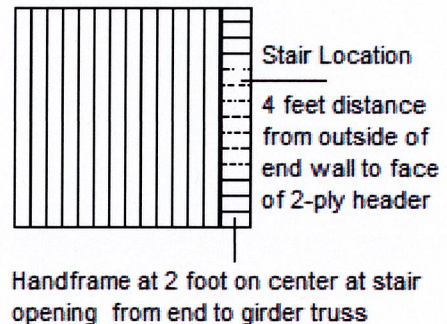 Stair Location
4 feet distance
from outside of
end wall to face
of 2-ply header
Handframe at 2 foot on center at stair
opening from end to girder truss